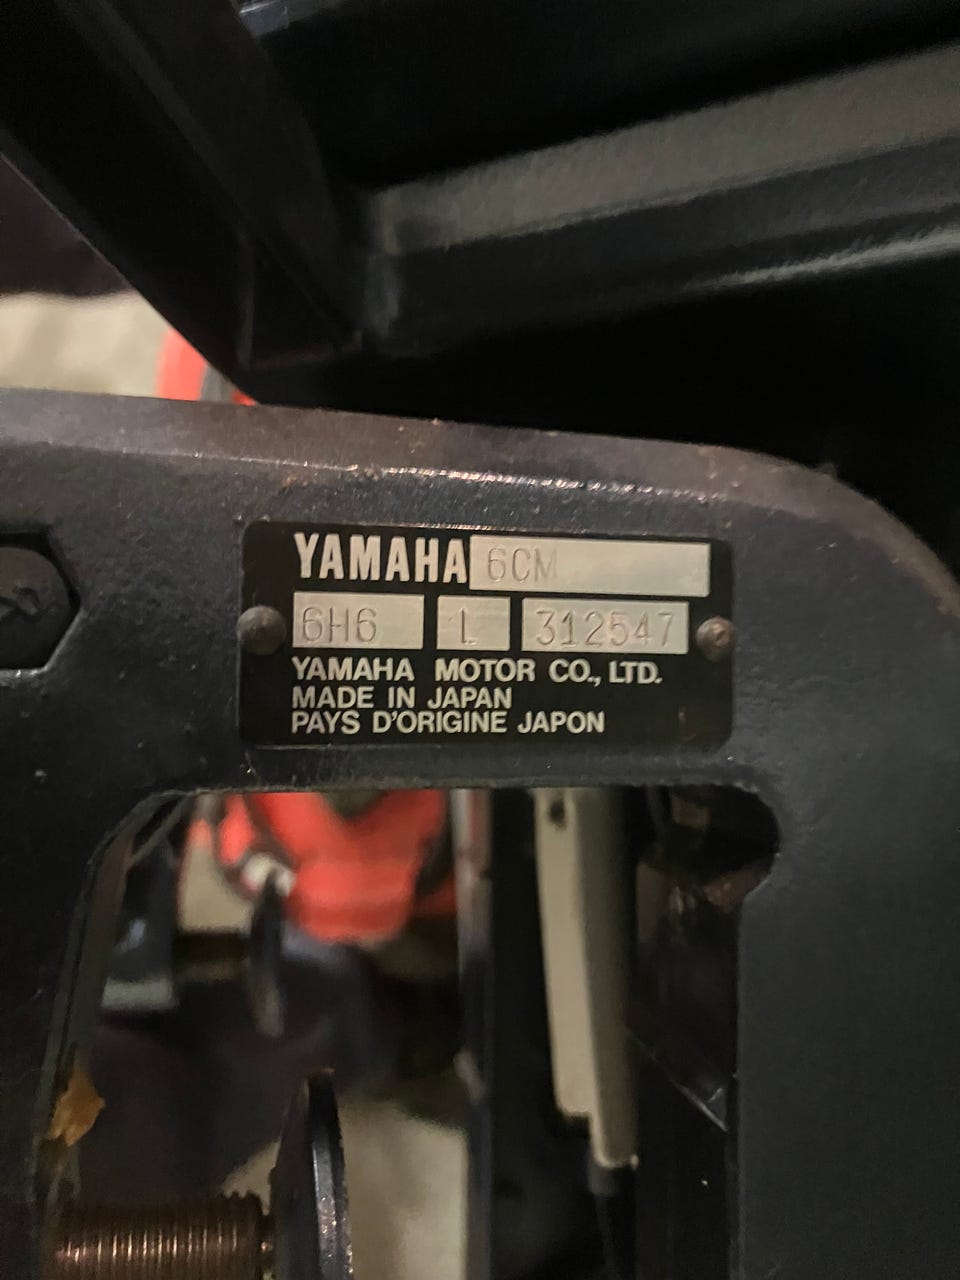 YAMAHA 6CM
6H6 L 312547
YAMAHA MOTOR CO., LTD.
MADE IN JAPAN
PAYS D'ORIGINE JAPON